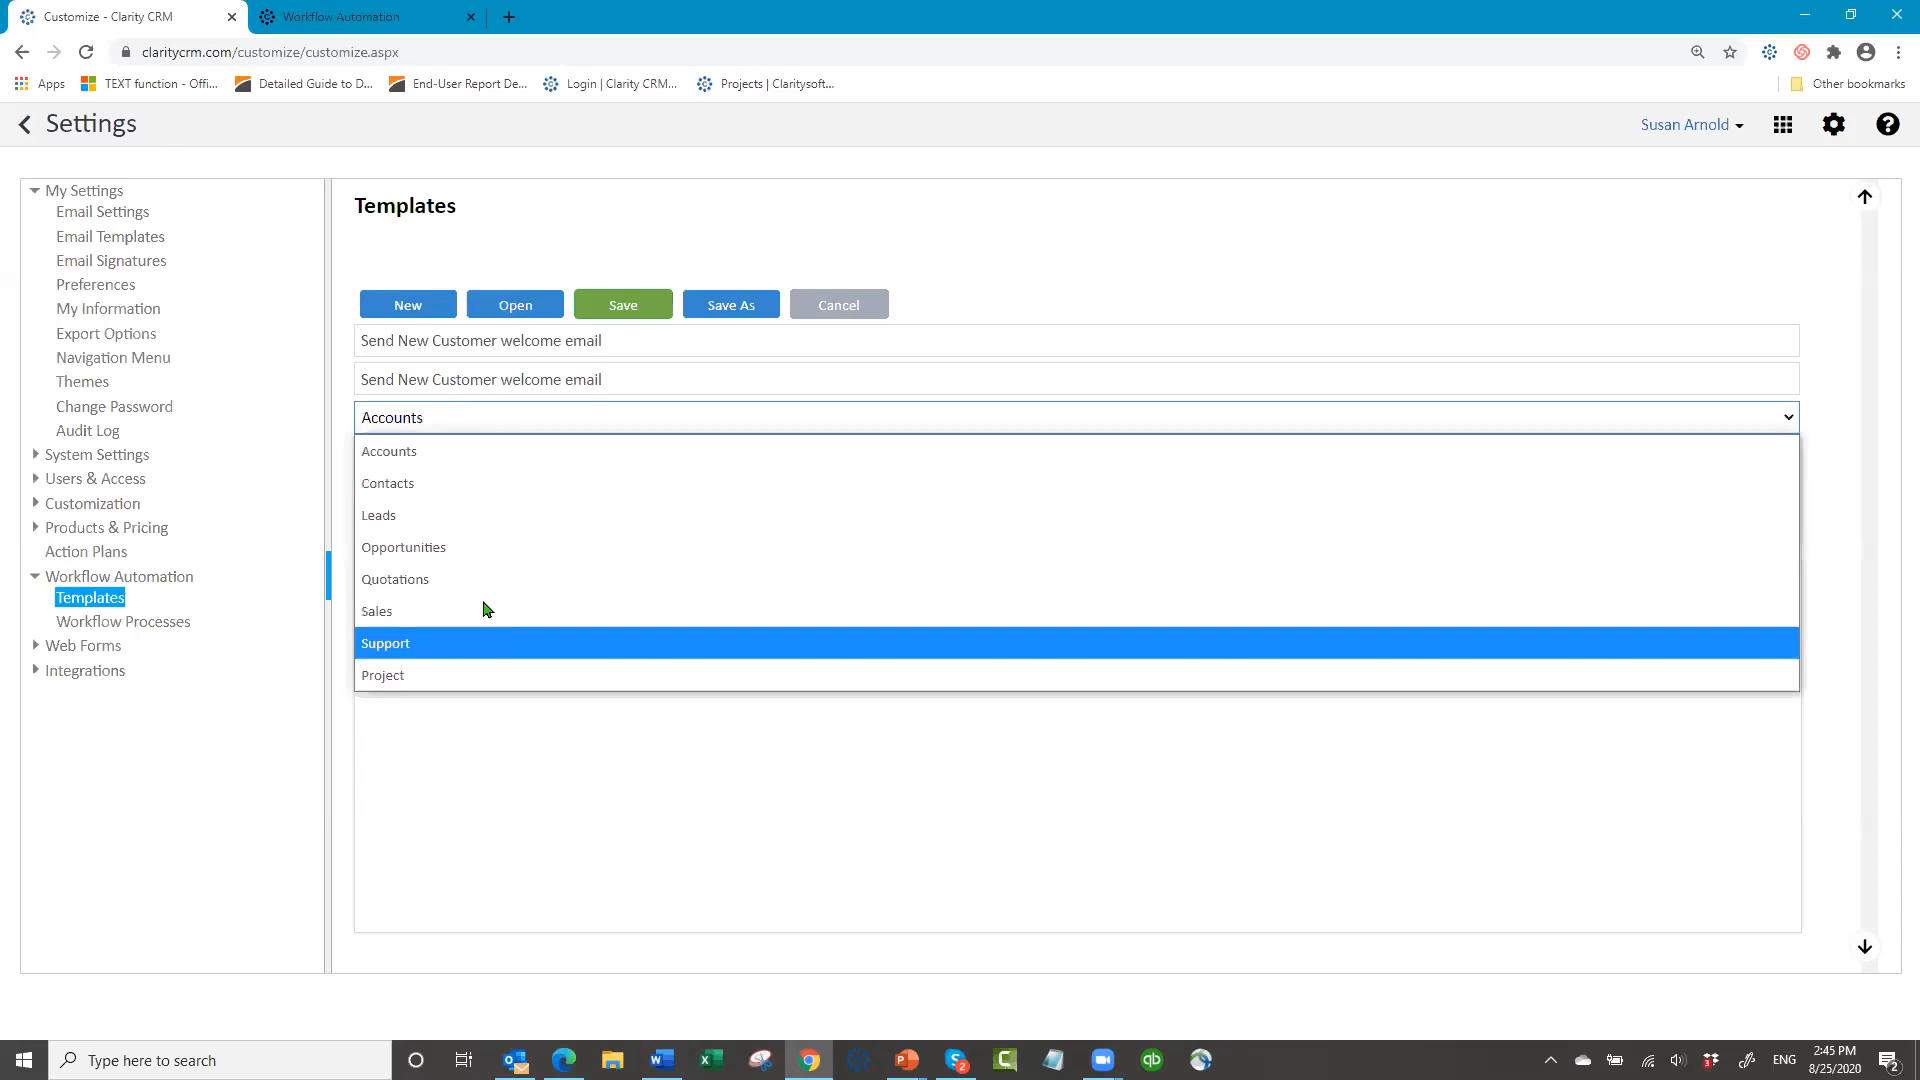 Customize - Clarity CRM
Workflow Automation
claritycrm.com/customize/customize.aspx
Apps
TEXT function - Offi...
Detailed Guide to D...
End-User Report De...
Login | Clarity CRM...
Projects | Claritysoft...
Other bookmarks
Settings
Susan Arnold
My Settings
Email Settings
Email Templates
Email Signatures
Preferences
My Information
Export Options
Navigation Menu
Themes
Change Password
Audit Log
System Settings
Users & Access
Customization
Products & Pricing
Action Plans
Workflow Automation
Templates
Workflow Processes
Web Forms
Integrations
Templates
New Open Save Save As Cancel
Send New Customer welcome email
Send New Customer welcome email
Accounts
Accounts
Contacts
Leads
Opportunities
Quotations
Sales
Support
Project
Type here to search
ENG
2:45 PM
8/25/2020